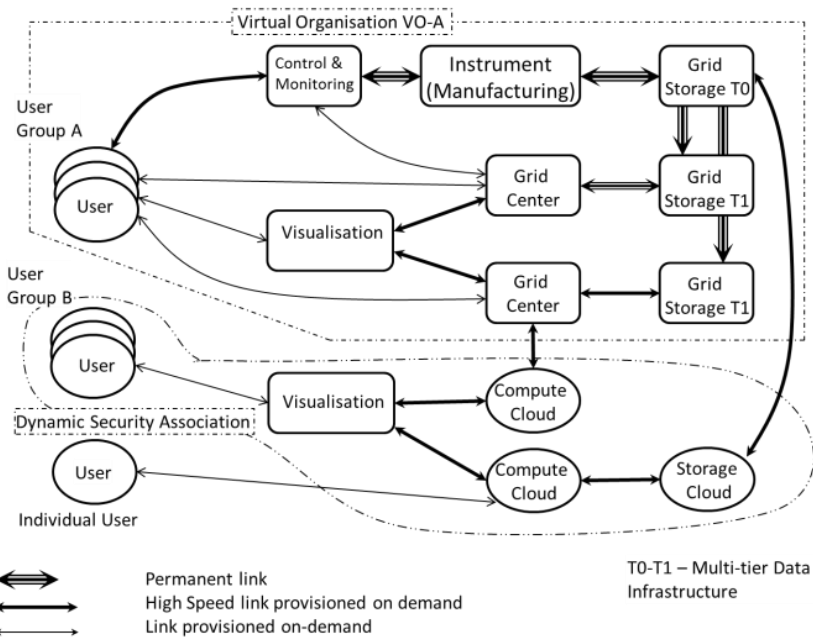 Virtual Organisation VO-A
Control &
Monitoring
Instrument
(Manufacturing)
Grid
Storage T0
User
Group A
User
Grid
Center
Grid
Storage T1
Visualisation
Grid
Center
Grid
Storage T1
User
Group B
User
Visualisation
Compute
Cloud
Dynamic Security Association
User
Compute
Cloud
Storage
Cloud
Individual User
Permanent link
High Speed link provisioned on demand
Link provisioned on-demand
T0-T1 – Multi-tier Data
Infrastructure